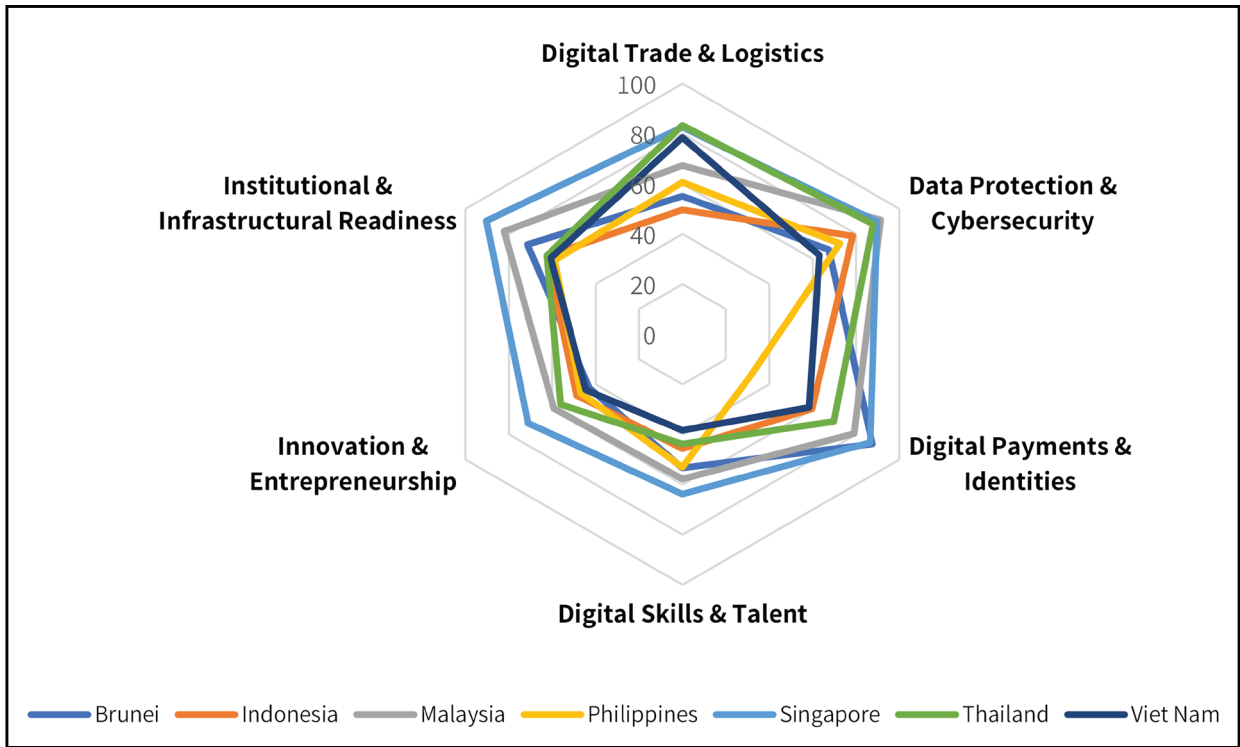 Digital Trade & Logistics
100
80
60
40
20
0
Data Protection &
Cybersecurity
Digital Payments &
Identities
Digital Skills & Talent
Innovation &
Entrepreneurship
Institutional &
Infrastructural Readiness
Brunei Indonesia Malaysia Philippines Singapore Thailand Viet Nam